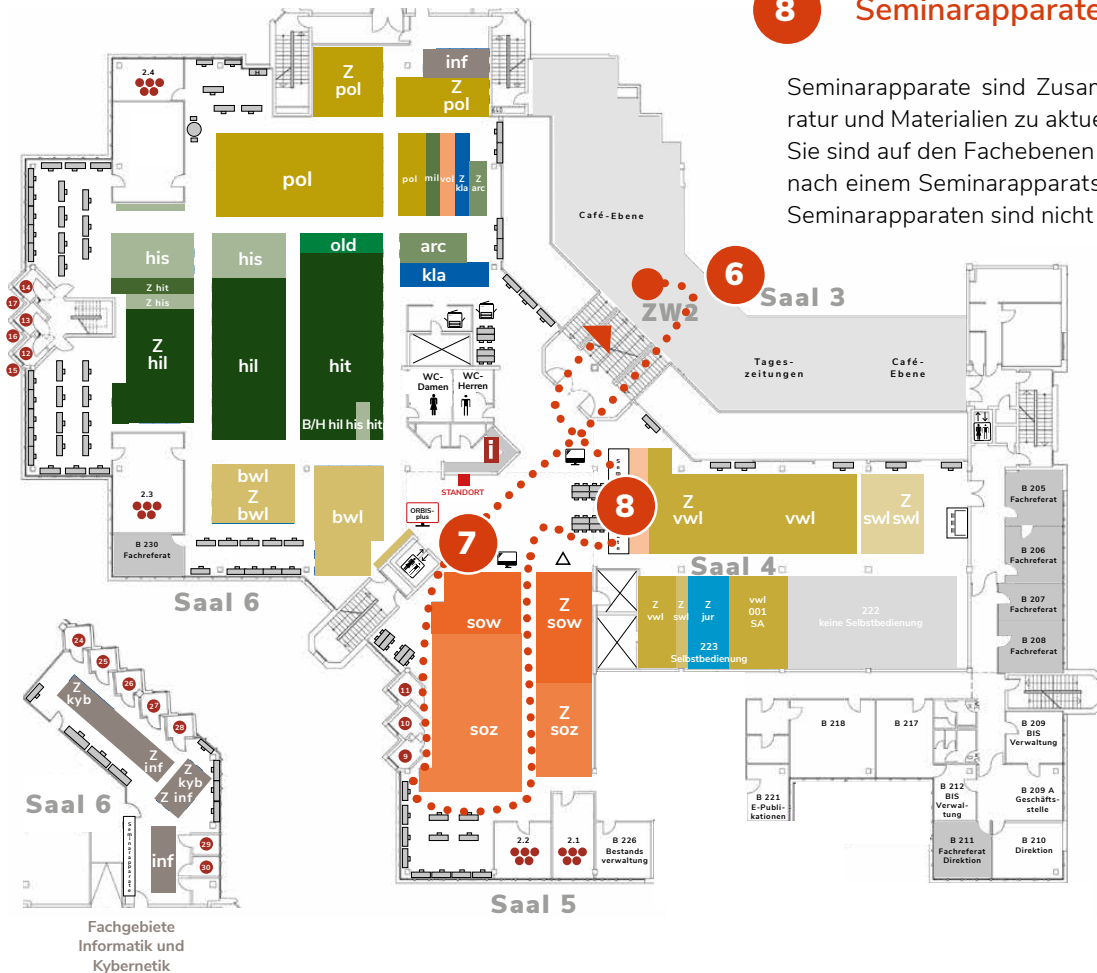 8 Seminarapparate
Seminarapparate sind Zusam
ratur und Materialien zu aktue
Sie sind auf den Fachebenen
nach einem Seminarapparats
Seminarapparaten sind nicht
2.4
H
Z
pol
inf
Z
pol
pol
pol
mil
vol
Z
kla
Z
arc
Café-Ebene
his
Z hit
Z his
Z
hil
his
hil
old
hit
B/H hil his hit
arc
kla
14
17
13
16
12
15
6
Saal 3
ZW2
Tages-
zeitungen
Café-
Ebene
WC-
Damen
WC-
Herren
i
STANDORT
ORBIS-
plus
2.3
B 230
Fachreferat
bwl
Z
bwl
bwl
7
8
Z
vwl
vwl
swl
Z
swl
Saal 4
B 205
Fachreferat
B 206
Fachreferat
B 207
Fachreferat
B 208
Fachreferat
Saal 6
sow
Z
sow
soz
Z
soz
Z
vwl
Z
swl
Z
jur
223
Selbstbedienung
vwl
001
SA
222
keine Selbstbedienung
11
10
9
24
25
26
27
28
Z
kyb
Z
inf
Z
kyb
Z inf
Saal 6
Seminarapparate
inf
29
30
Fachgebiete
Informatik und
Kybernetik
2.2
2.1
B 226
Bestands
verwaltung
Saal 5
B 218
B 217
B 209
BIS
Verwaltung
B 221
E-Publi-
kationen
B 212
BIS
Verwal-
tung
B 209 A
Geschäfts-
stelle
B 211
Fachreferat
Direktion
B 210
Direktion